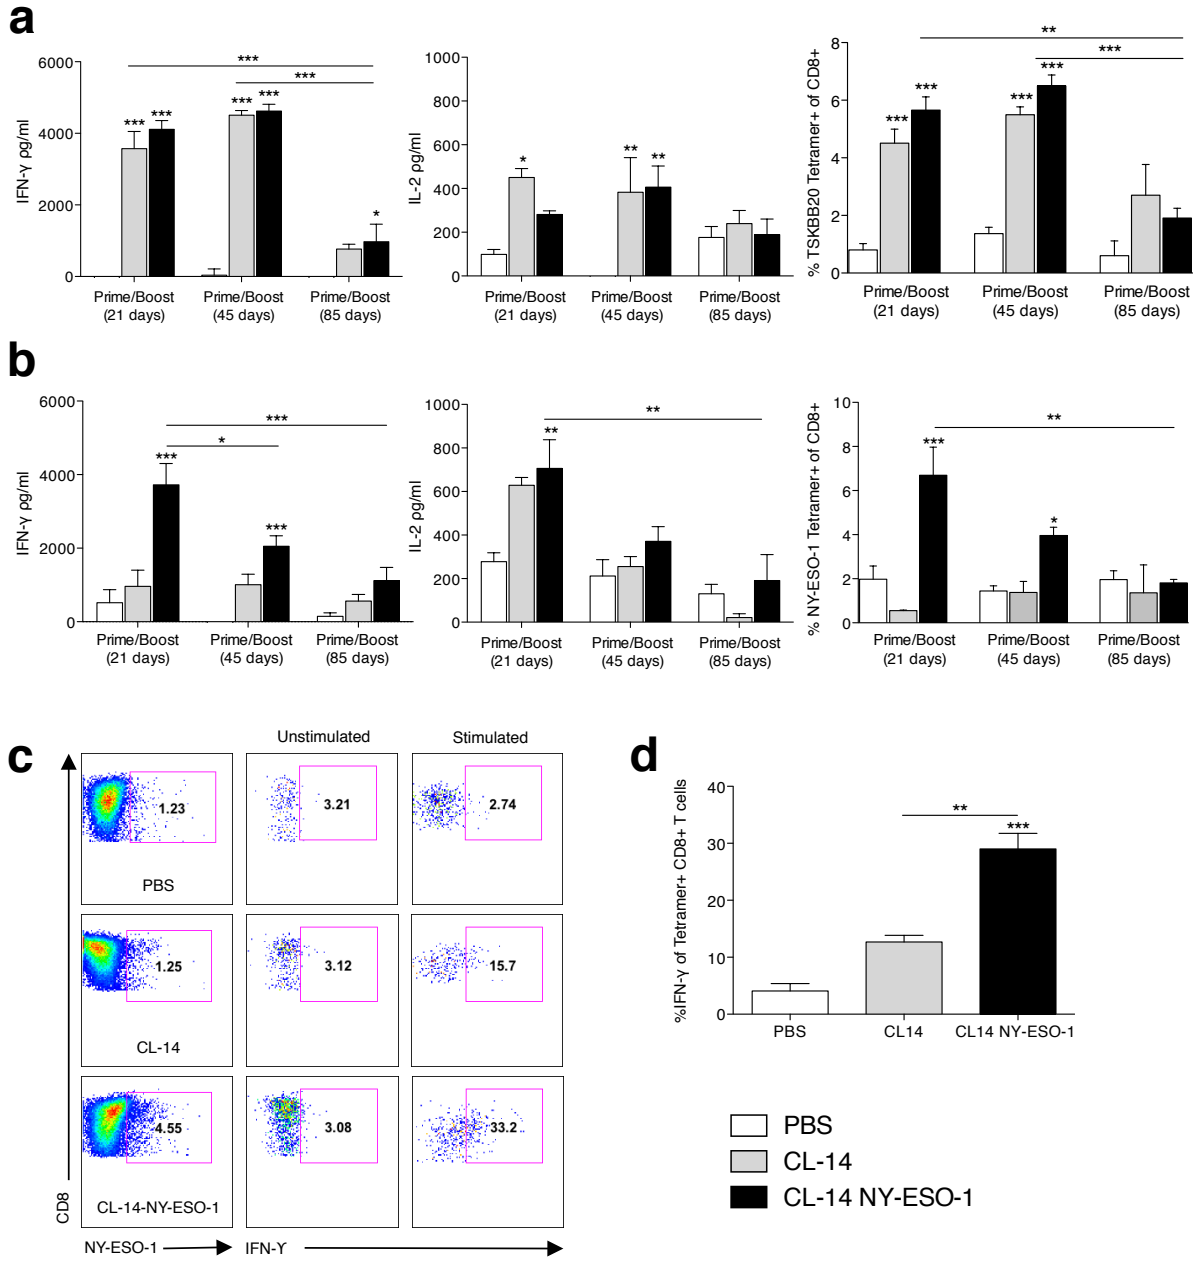 a
IFN-γ ρg/ml
6000
4000
2000
0
***
***
*** ***
*** ***
*
Prime/Boost
(21 days)
Prime/Boost
(45 days)
Prime/Boost
(85 days)
IL-2 ρg/ml
1000
800
600
400
200
0
*
** **
Prime/Boost
(21 days)
Prime/Boost
(45 days)
Prime/Boost
(85 days)
% TSKBB20 Tetramer+ of CD8+
8
6
4
2
0
**
***
*** ***
*** ***
Prime/Boost
(21 days)
Prime/Boost
(45 days)
Prime/Boost
(85 days)
b
IFN-γ ρg/ml
6000
4000
2000
0
***
*
***
***
Prime/Boost
(21 days)
Prime/Boost
(45 days)
Prime/Boost
(85 days)
IL-2 ρg/ml
1000
800
600
400
200
0
**
**
Prime/Boost
(21 days)
Prime/Boost
(45 days)
Prime/Boost
(85 days)
% NY-ESO-1 Tetramer+ of CD8+
10
8
6
4
2
0
**
***
*
Prime/Boost
(21 days)
Prime/Boost
(45 days)
Prime/Boost
(85 days)
c
Unstimulated
Stimulated
1.23
3.21
2.74
PBS
1.25
3.12
15.7
CL-14
4.55
3.08
33.2
CL-14-NY-ESO-1
CD8
NY-ESO-1
IFN-ϒ
d
%IFN-γ of Tetramer+ CD8+ T cells
40
30
20
10
0
**
***
PBS
CL14
CL14 NY-ESO-1
PBS
CL-14
CL-14 NY-ESO-1